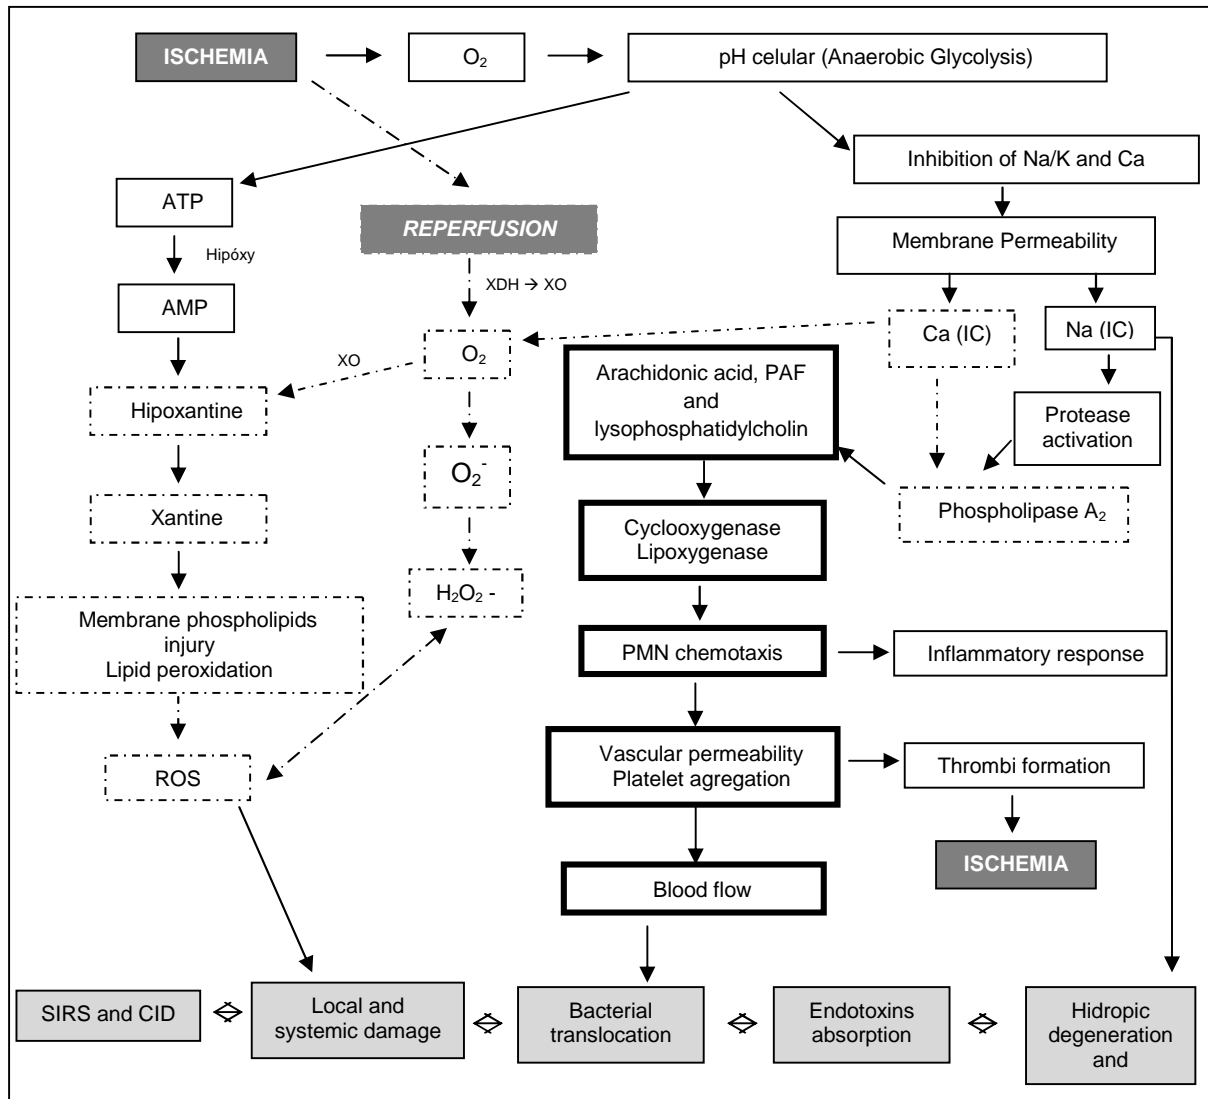 ISCHEMIA
O₂
pH celular (Anaerobic Glycolysis)
Inhibition of Na/K and Ca
ATP
REPERFUSION
Membrane Permeability
Hipóxy
XDH → XO
AMP
Ca (IC)
Na (IC)
O₂
XO
Arachidonic acid, PAF
and
lysophosphatidylcholin
Hipoxantine
Protease
activation
O₂⁻
Xantine
Phospholipase A₂
Cyclooxygenase
Lipoxygenase
H₂O₂ -
Membrane phospholipids
injury
Lipid peroxidation
PMN chemotaxis
Inflammatory response
Vascular permeability
Platelet agregation
Thrombi formation
ROS
ISCHEMIA
Blood flow
SIRS and CID
Local and
systemic damage
Bacterial
translocation
Endotoxins
absorption
Hidropic
degeneration
and